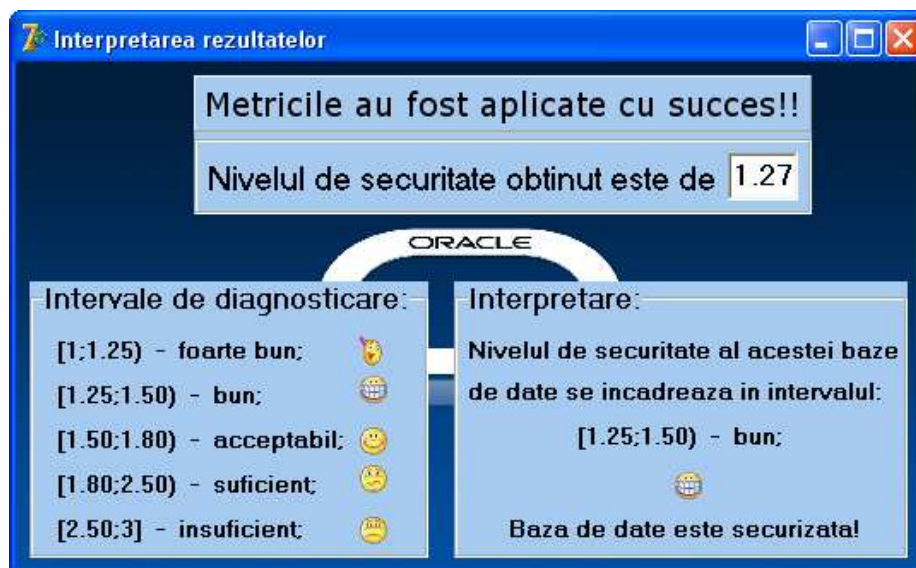 Interpretarea rezultatelor
Metricile au fost aplicate cu succes!!
Nivelul de securitate obtinut este de 1.27
ORACLE
Intervale de diagnosticare:
[1;1.25) - foarte bun;
[1.25;1.50) - bun;
[1.50;1.80) - acceptabil;
[1.80;2.50) - suficient;
[2.50;3] - insuficient;
Interpretare:
Nivelul de securitate al acestei baze
de date se incadreaza in intervalul:
[1.25;1.50) - bun;
Baza de date este securizata!